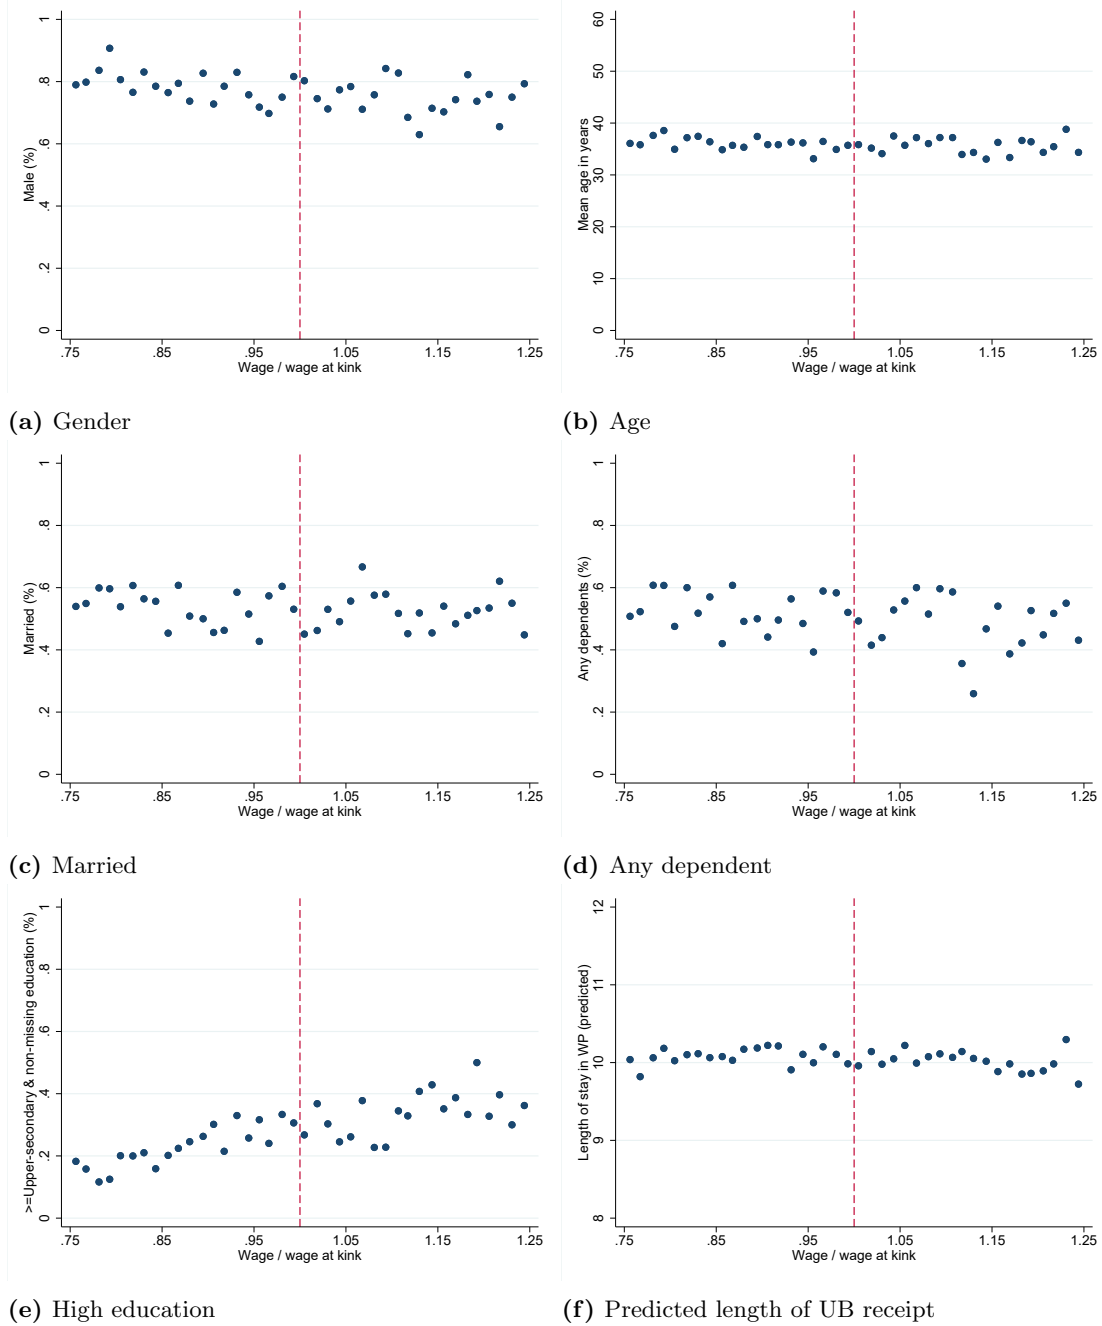 Male (%)
1
.8
.6
.4
.2
0
.75 .85 .95 1.05 1.15 1.25
Wage / wage at kink
(a) Gender
Mean age in years
60
50
40
30
20
10
0
.75 .85 .95 1.05 1.15 1.25
Wage / wage at kink
(b) Age
Married (%)
1
.8
.6
.4
.2
0
.75 .85 .95 1.05 1.15 1.25
Wage / wage at kink
(c) Married
Any dependents (%)
1
.8
.6
.4
.2
0
.75 .85 .95 1.05 1.15 1.25
Wage / wage at kink
(d) Any dependent
>=Upper-secondary & non-missing education (%)
1
.8
.6
.4
.2
0
.75 .85 .95 1.05 1.15 1.25
Wage / wage at kink
(e) High education
Length of stay in WP (predicted)
12
11
10
9
8
.75 .85 .95 1.05 1.15 1.25
Wage / wage at kink
(f) Predicted length of UB receipt